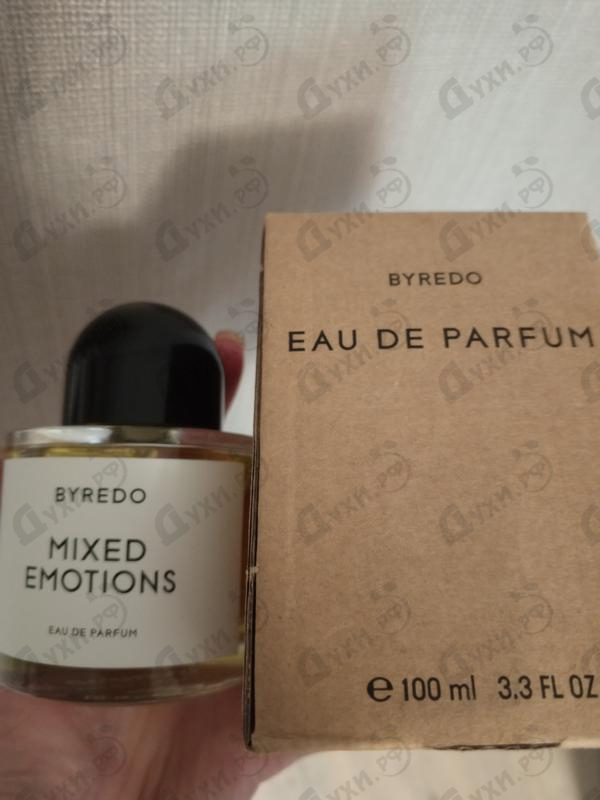 BYREDO
EAU DE PARFUM
BYREDO
MIXED
EMOTIONS
EAU DE PARFUM
e 100 ml 3.3 FL OZ
Духи.рф